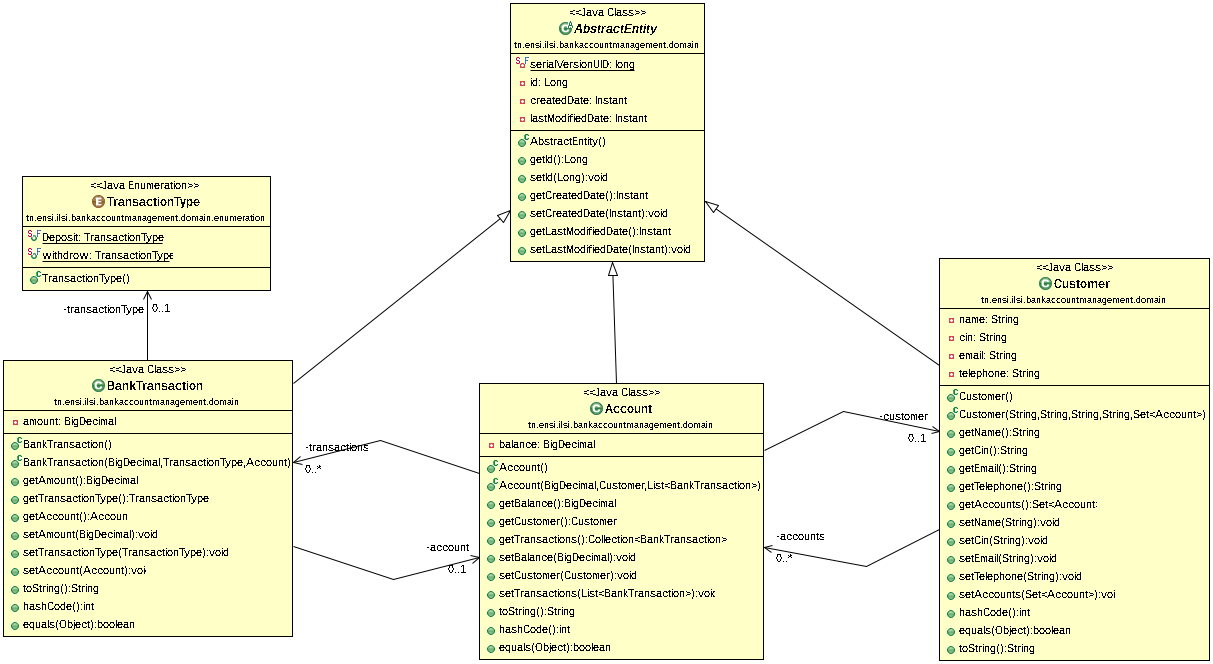 <<Java Class>>
AbstractEntity
tn.ensi.ilsi.bankaccountmanagement.domain
serialVersionUID: long
id: Long
createdDate: Instant
lastModifiedDate: Instant
AbstractEntity()
getId():Long
setId(Long):void
getCreatedDate():Instant
setCreatedDate(Instant):void
getLastModifiedDate():Instant
setLastModifiedDate(Instant):void
<<Java Enumeration>>
TransactionType
tn.ensi.ilsi.bankaccountmanagement.domain.enumeration
Deposit: TransactionType
withdrow: TransactionType
TransactionType()
-transactionType 0..1
<<Java Class>>
BankTransaction
tn.ensi.ilsi.bankaccountmanagement.domain
amount: BigDecimal
BankTransaction()
BankTransaction(BigDecimal,TransactionType,Account)
getAmount():BigDecimal
getTransactionType():TransactionType
getAccount():Accoun
setAmount(BigDecimal):void
setTransactionType(TransactionType):void
setAccount(Account):voi
toString():String
hashCode():int
equals(Object):boolean
-transactions
0..*
-account
0..1
<<Java Class>>
Account
tn.ensi.ilsi.bankaccountmanagement.domain
balance: BigDecimal
Account()
Account(BigDecimal,Customer,List<BankTransaction>)
getBalance():BigDecimal
getCustomer():Customer
getTransactions():Collection<BankTransaction>
setBalance(BigDecimal):void
setCustomer(Customer):void
setTransactions(List<BankTransaction>):voi
toString():String
hashCode():int
equals(Object):boolean
-customer
0..1
-accounts
0..*
<<Java Class>>
Customer
tn.ensi.ilsi.bankaccountmanagement.domain
name: String
cin: String
email: String
telephone: String
Customer()
Customer(String,String,String,String,Set<Account>)
getName():String
getCin():String
getEmail():String
getTelephone():String
getAccounts():Set<Account
setName(String):void
setCin(String):void
setEmail(String):void
setTelephone(String):void
setAccounts(Set<Account>):voi
hashCode():int
equals(Object):boolean
toString():String